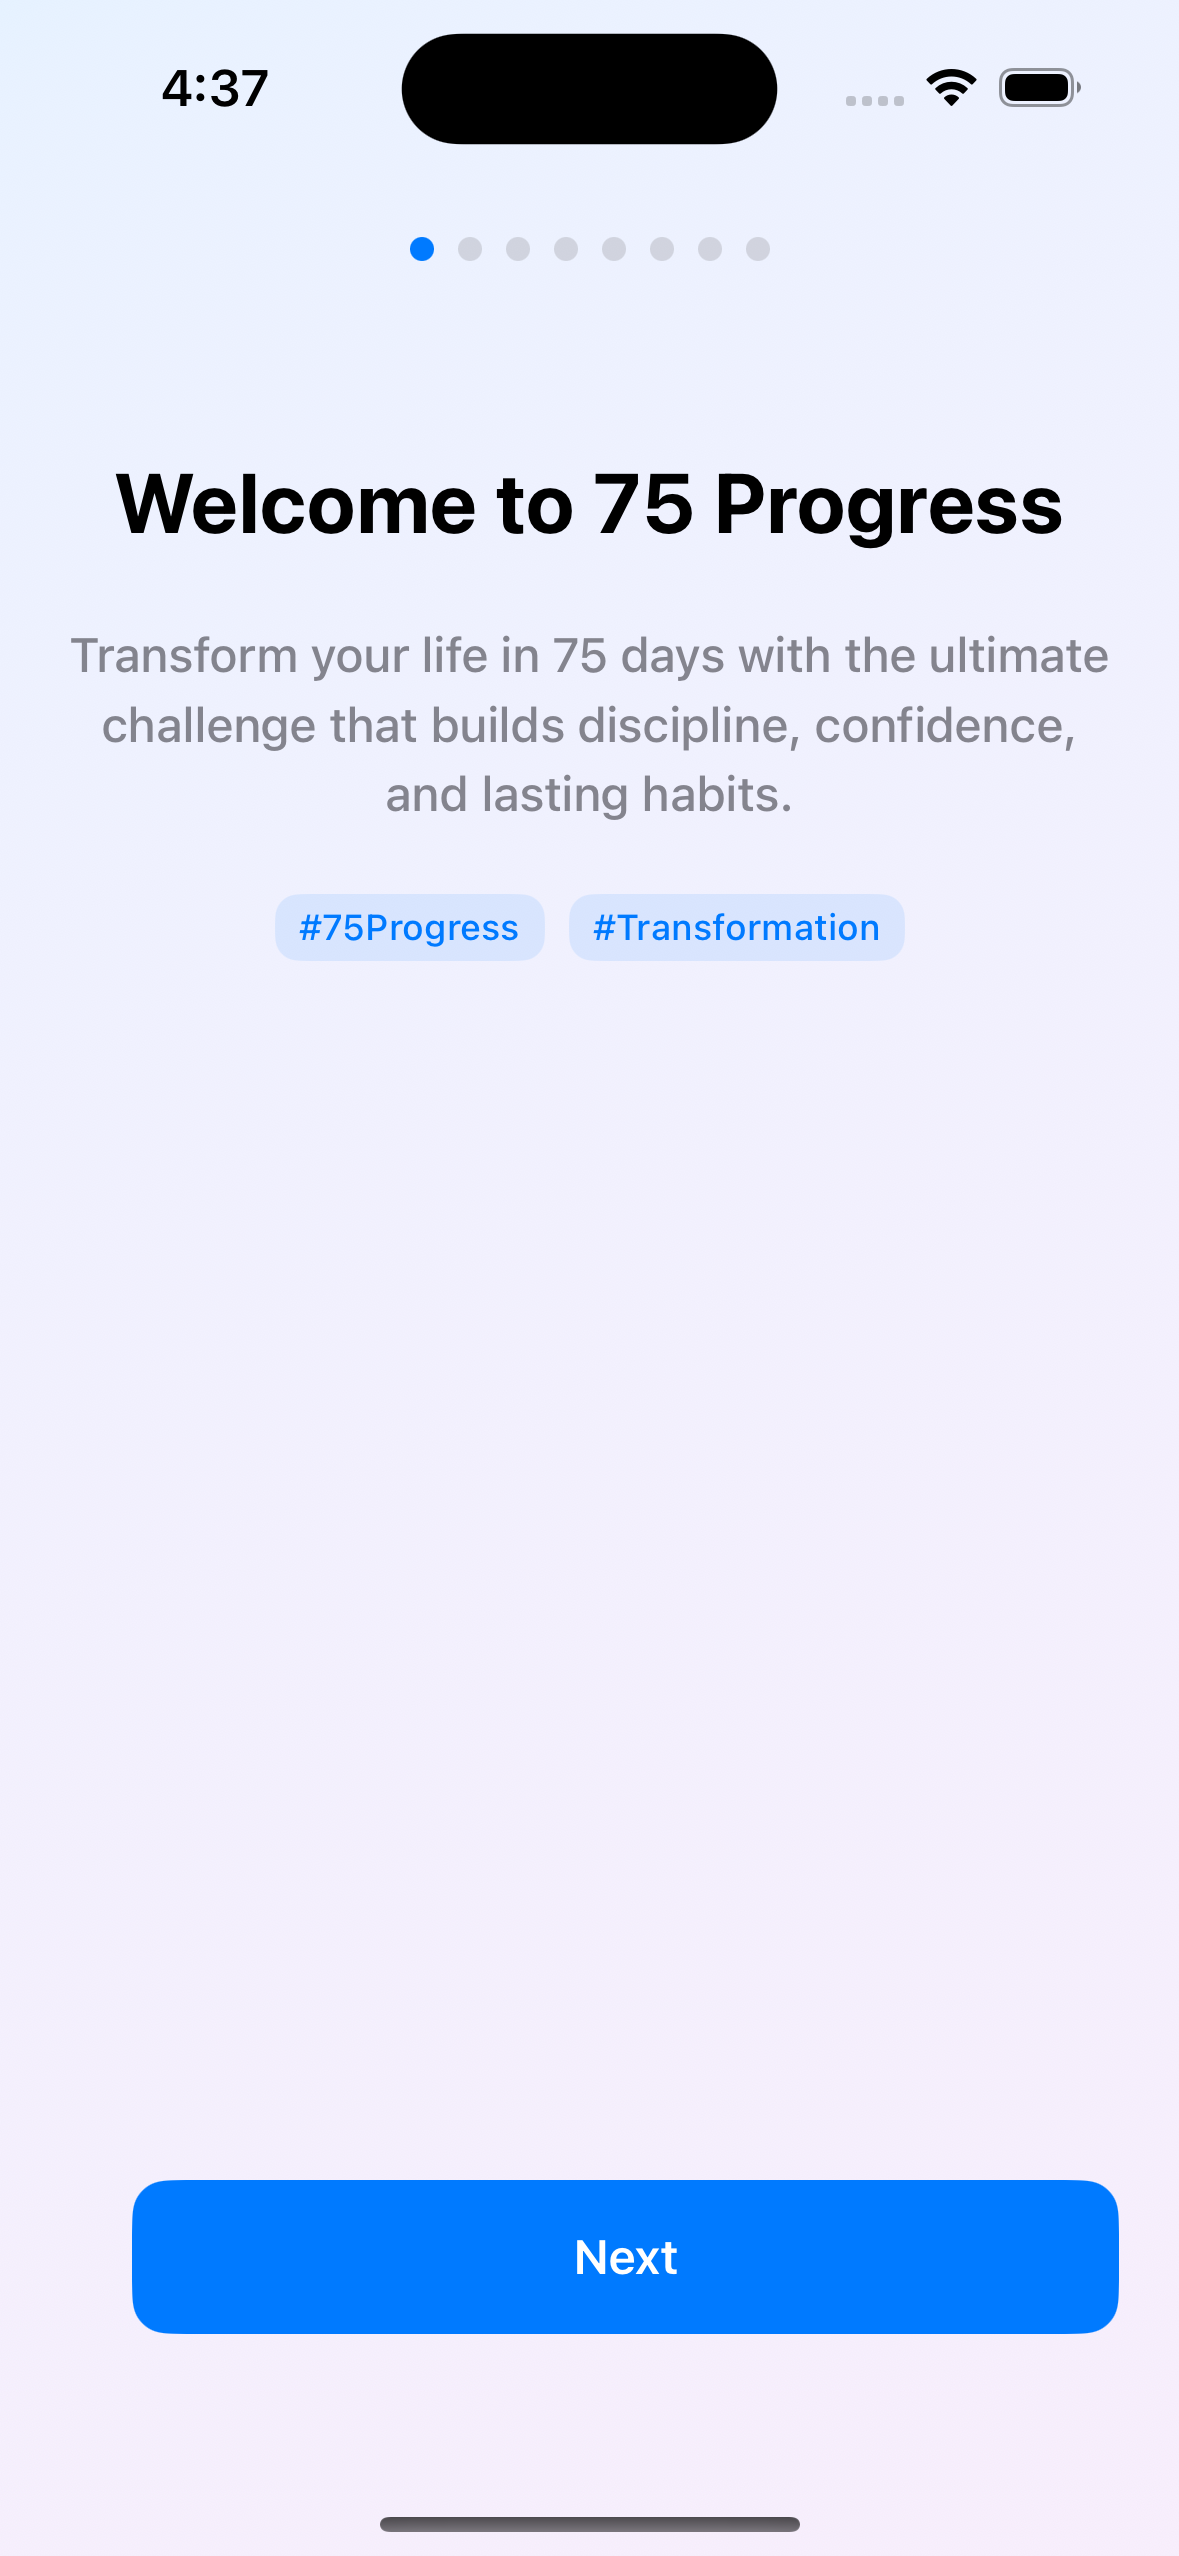 4:37
Welcome to 75 Progress
Transform your life in 75 days with the ultimate
challenge that builds discipline, confidence,
and lasting habits.
#75Progress #Transformation
Next